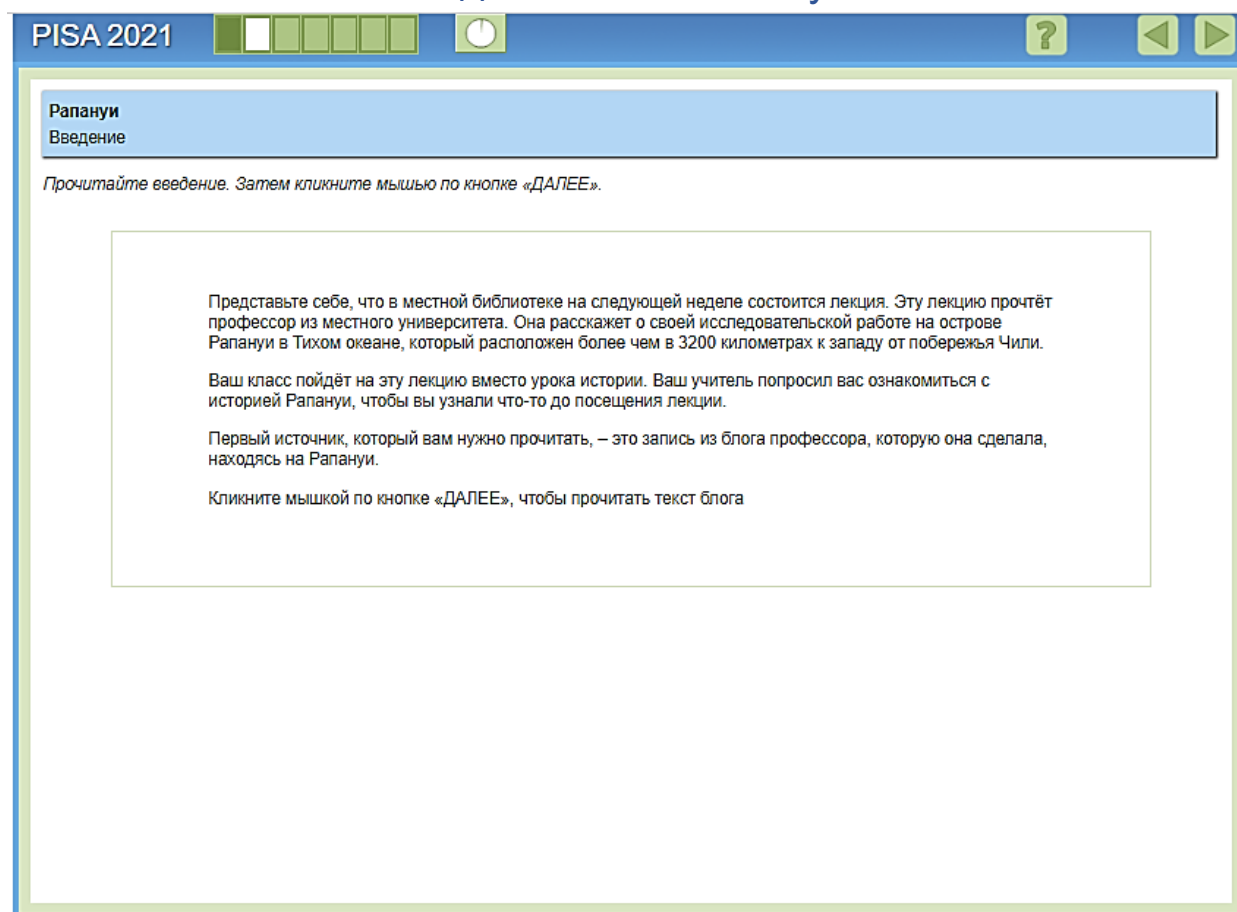 PISA 2021
Рапануи
Введение
Прочитайте введение. Затем кликните мышью по кнопке «ДАЛЕЕ».
Представьте себе, что в местной библиотеке на следующей неделе состоится лекция. Эту лекцию прочтёт
профессор из местного университета. Она расскажет о своей исследовательской работе на острове
Рапануи в Тихом океане, который расположен более чем в 3200 километрах к западу от побережья Чили.
Ваш класс пойдёт на эту лекцию вместо урока истории. Ваш учитель попросил вас ознакомиться с
историей Рапануи, чтобы вы узнали что-то до посещения лекции.
Первый источник, который вам нужно прочитать, – это запись из блога профессора, которую она сделала,
находясь на Рапануи.
Кликните мышкой по кнопке «ДАЛЕЕ», чтобы прочитать текст блога